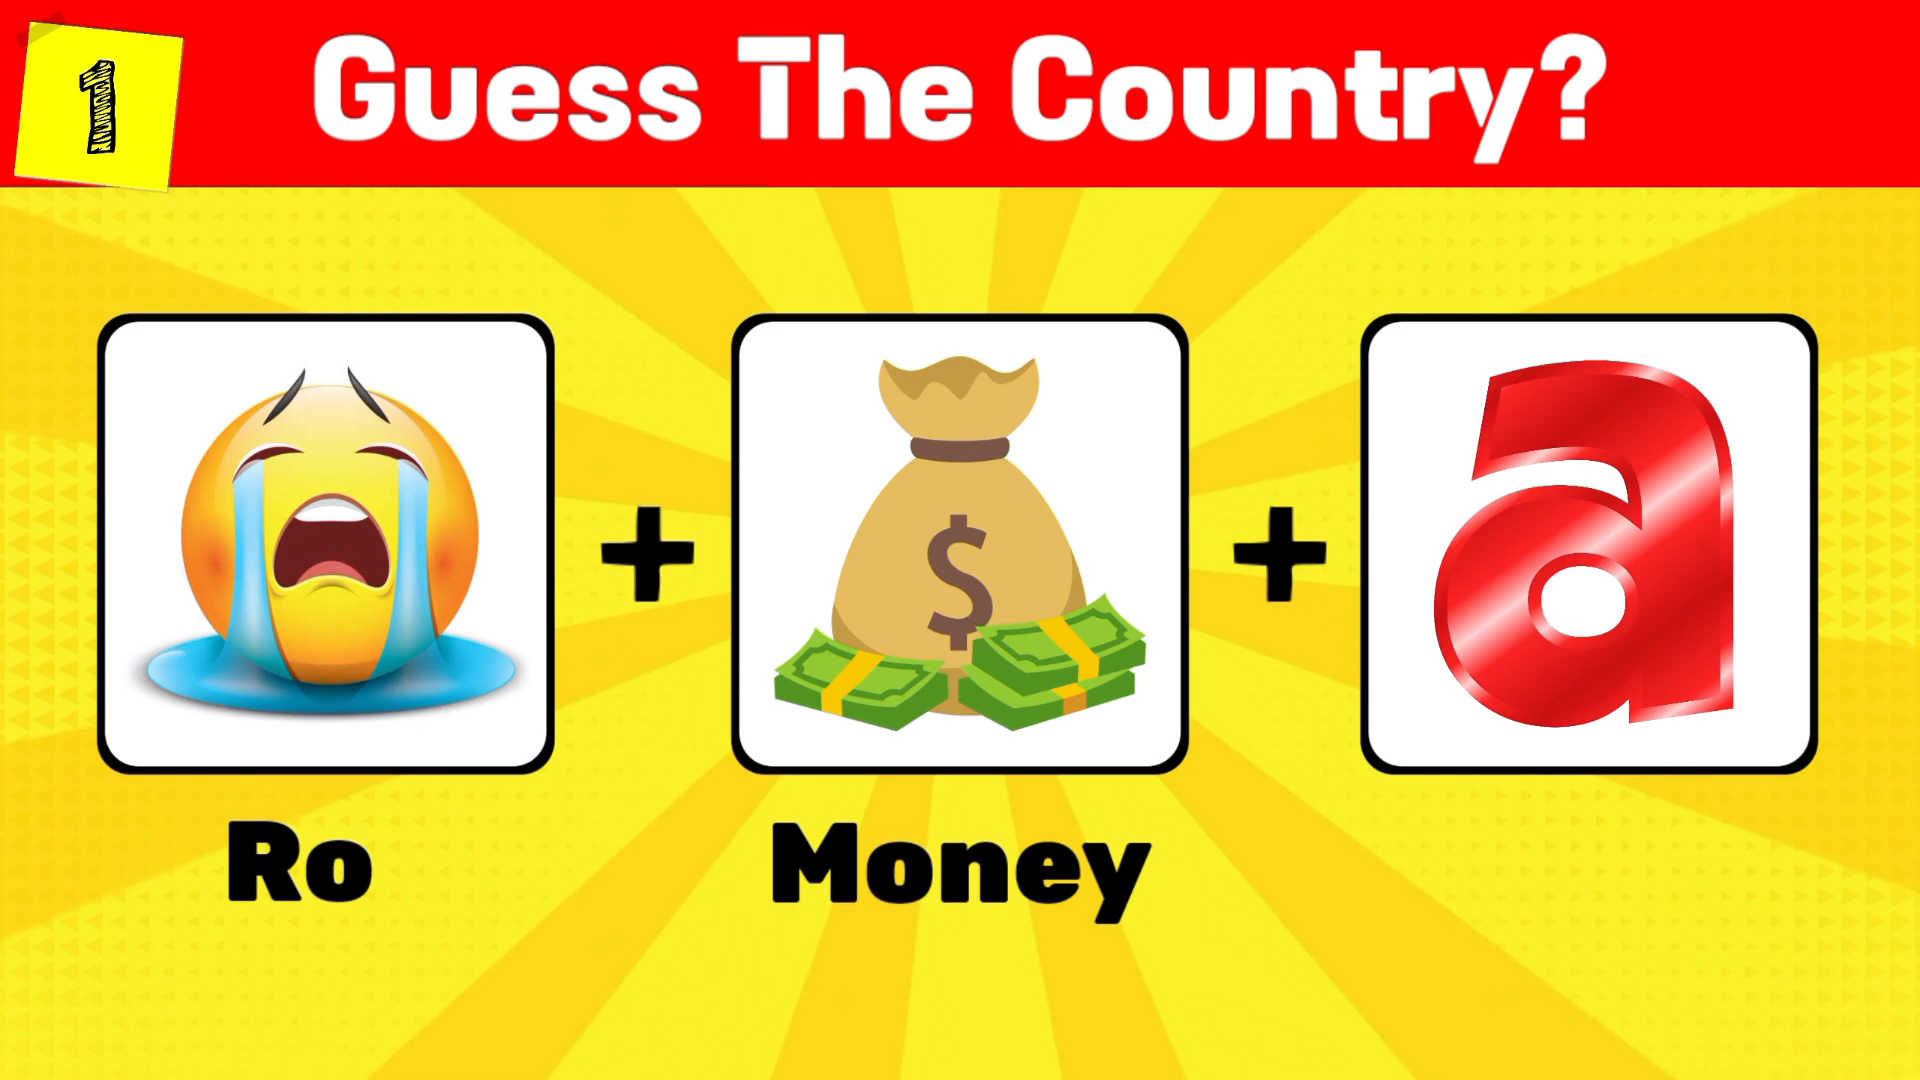 1
Guess The Country?
$
+ +
a
Ro Money